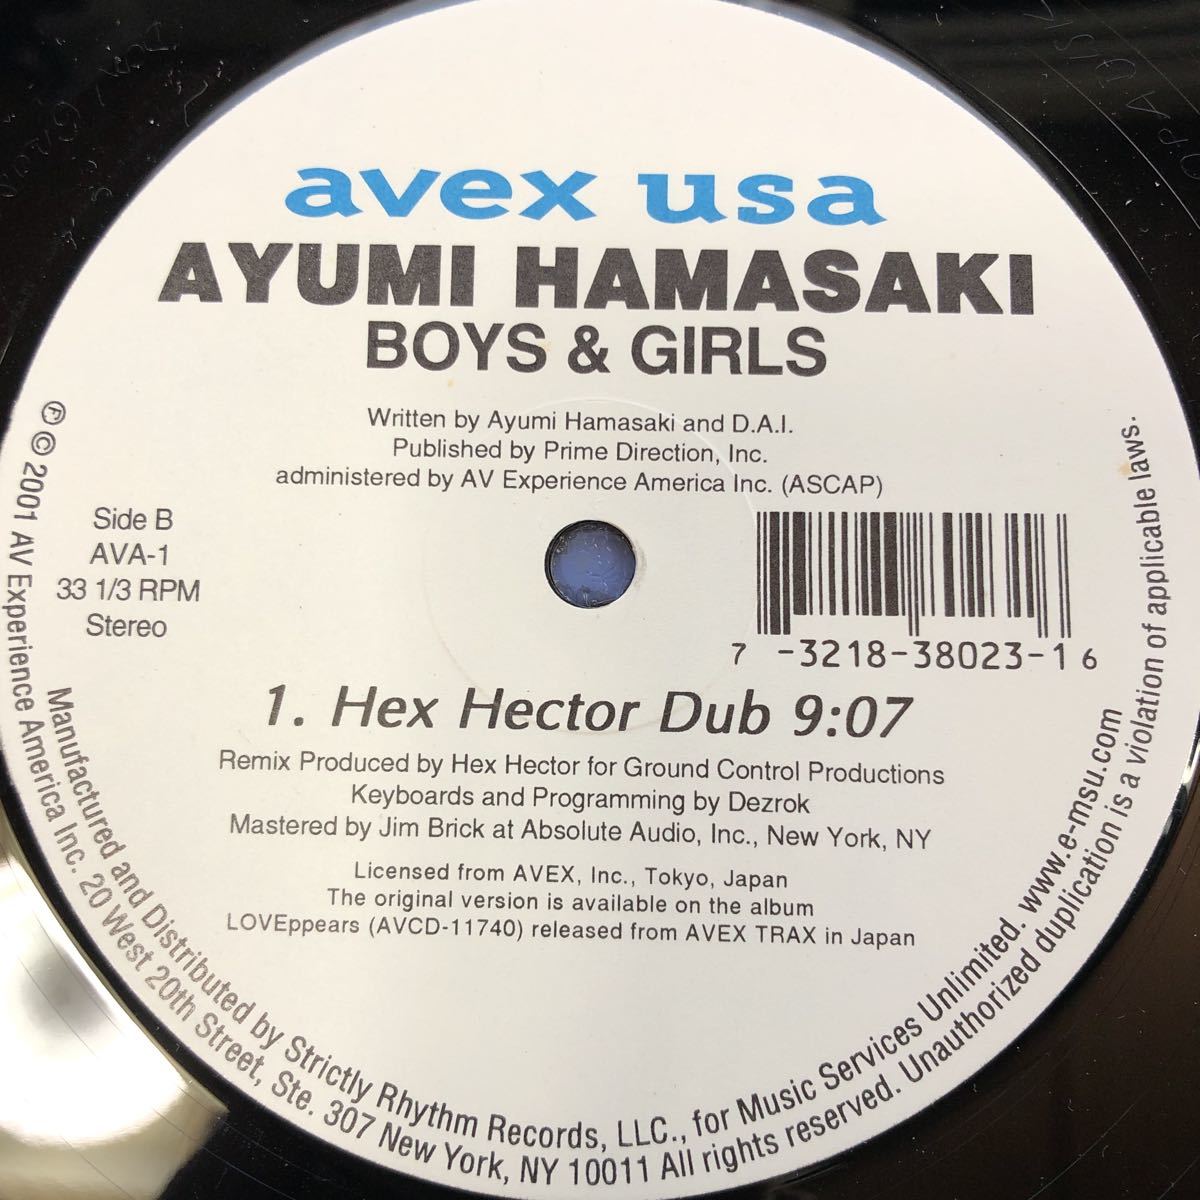 avex usa
AYUMI HAMASAKI
BOYS & GIRLS
Written by Ayumi Hamasaki and D.A.I.
Published by Prime Direction, Inc.
administered by AV Experience America Inc. (ASCAP)
Side B
AVA-1
33 1/3 RPM
Stereo
7 -3218-38023-1 6
1. Hex Hector Dub 9:07
Remix Produced by Hex Hector for Ground Control Productions
Keyboards and Programming by Dezrok
Mastered by Jim Brick at Absolute Audio, Inc., New York, NY
Licensed from AVEX, Inc., Tokyo, Japan
The original version is available on the album
LOVEppears (AVCD-11740) released from AVEX TRAX in Japan
Manufactured and Distributed by Strictly Rhythm Records, LLC., for Music Services Unlimited. www.e-msu.com
Ⓟ © 2001 AV Experience America Inc. 20 West 20th Street, Ste. 307 New York, NY 10011 All rights reserved. Unauthorized duplication is a violation of applicable laws.